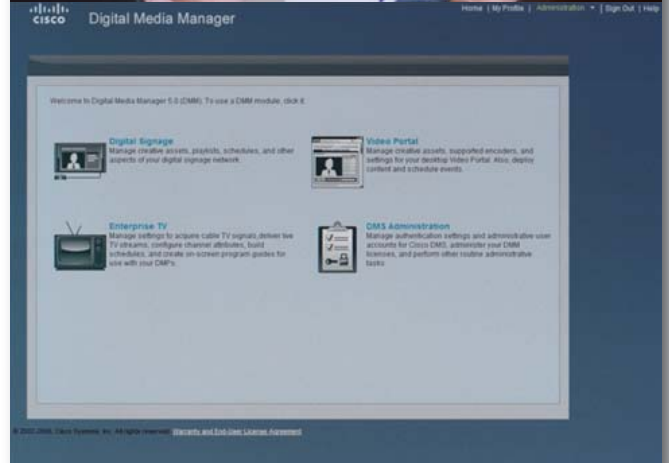 CISCO
Digital Media Manager
Home | My Profile | Administration | Sign Out | Help
Welcome to Digital Media Manager 5.0 (DMM). To use a DMM module, click it.
Digital Signage
Manage creative assets, playlists, schedules, and other
aspects of your digital signage network.
Video Portal
Manage creative assets, supported encoders, and
settings for your desktop Video Portal. Also, deploy
content and schedule events.
Enterprise TV
Manage settings to acquire cable TV signals, deliver live
TV streams, configure channel attributes, build
schedules, and create on-screen program guides for
use with your DMPs.
DMS Administration
Manage authentication settings and administrative user
accounts for Cisco DMS, administer your DMM
licenses, and perform other routine administrative
tasks.
Cisco Systems, Inc. All rights reserved. Warranty and End-User License Agreement